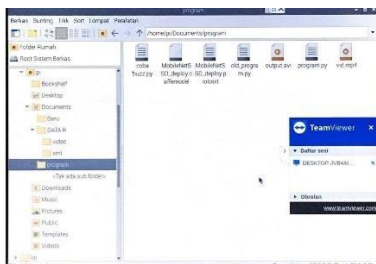 program
Berkas Sunting Tilik Sort Lompat Peralatan
/home/pi/Documents/program
Folder Rumah
Root Sistem Berkas
pi
Bookshelf
Desktop
Documents
Baru
DATA R
video
program
<Tak ada sub folder>
Downloads
Music
Pictures
Public
Templates
Videos
coba fruzz.py
MobileNetS
SD_deploy.c
affemodel
MobileNetS
SD_deploy.p
rototxt
old_progra
m.py
output.avi
program.py
vid.mp4
TeamViewer
Daftar sesi
DESKTOP-JVBAM...
Obrolan
www.teamviewer.com